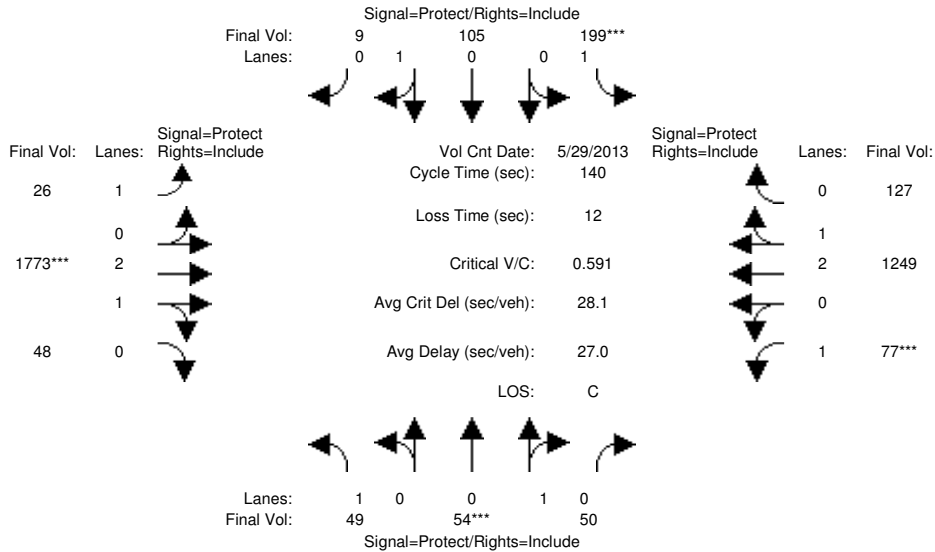 Signal=Protect/Rights=Include
Final Vol: 9 105 199***
Lanes: 0 1 0 0 1
Signal=Protect
Final Vol: Lanes: Rights=Include
Vol Cnt Date: 5/29/2013
Signal=Protect
Rights=Include Lanes: Final Vol:
Cycle Time (sec): 140
26 1
0 127
Loss Time (sec): 12
0
1
1773*** 2
Critical V/C: 0.591
2 1249
1
Avg Crit Del (sec/veh): 28.1
0
48 0
Avg Delay (sec/veh): 27.0
1 77***
LOS: C
Lanes: 1 0 0 1 0
Final Vol: 49 54*** 50
Signal=Protect/Rights=Include